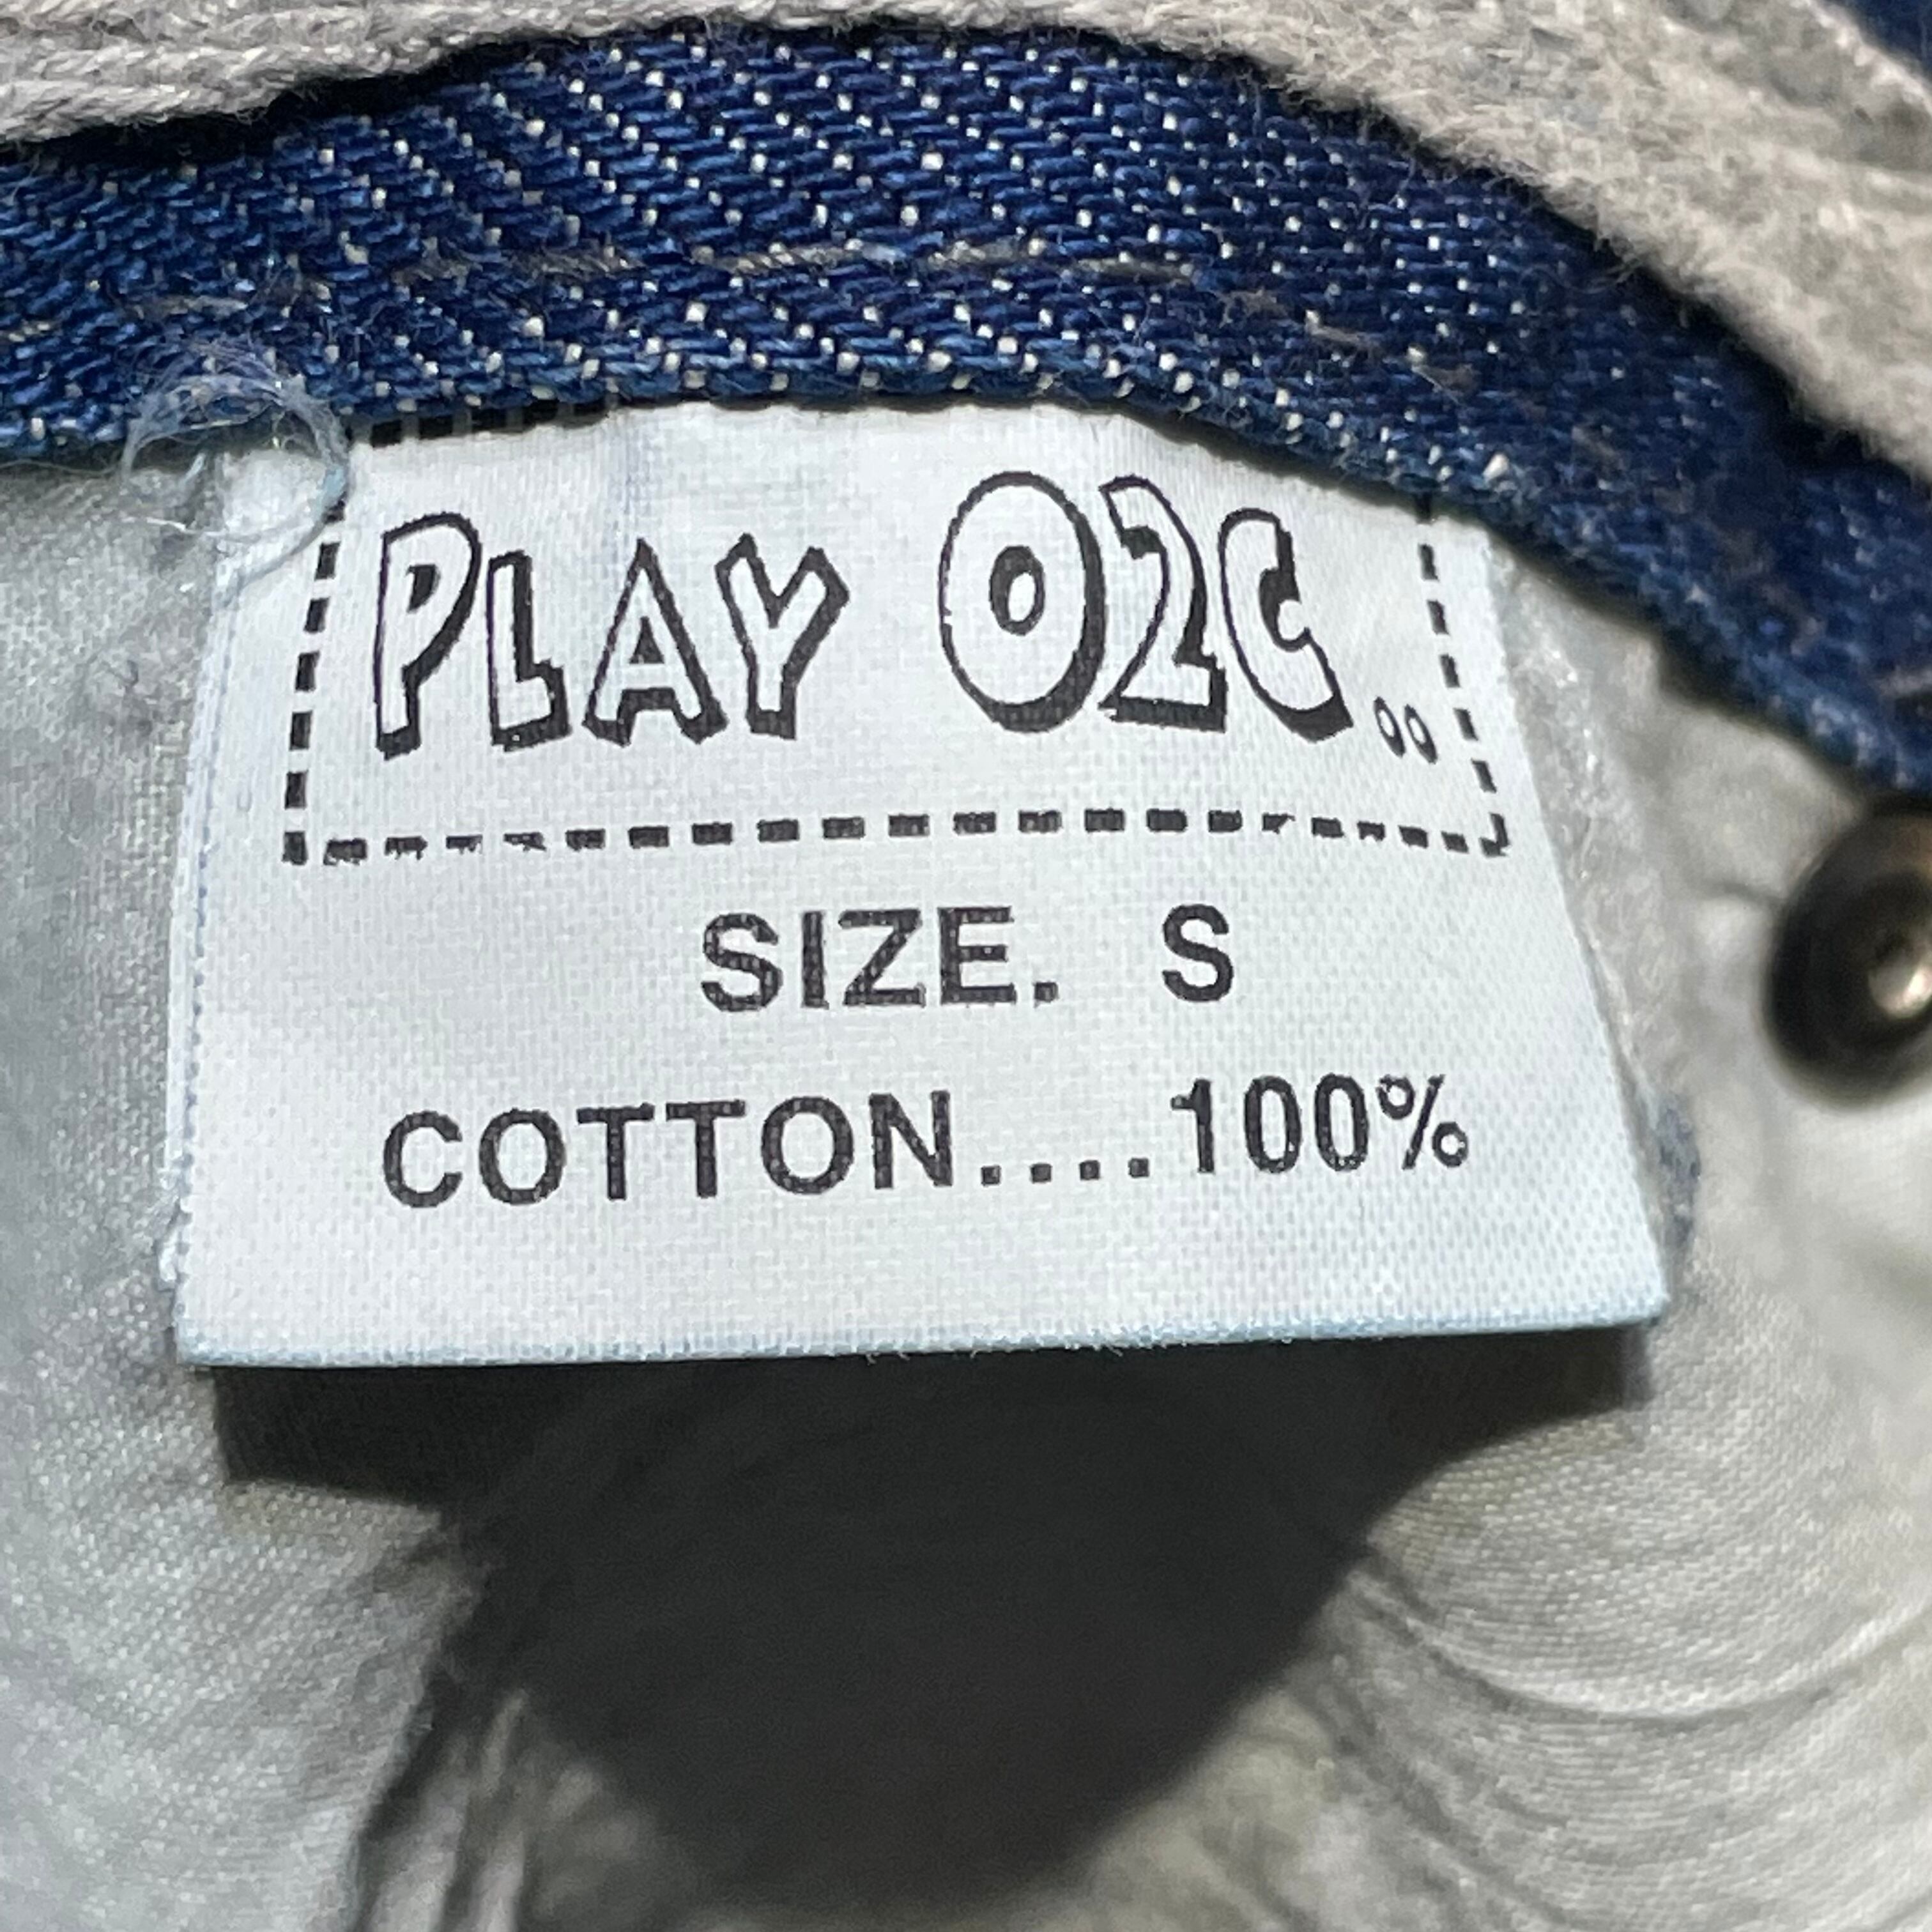 PLAY O2C..
SIZE. S
COTTON....100%